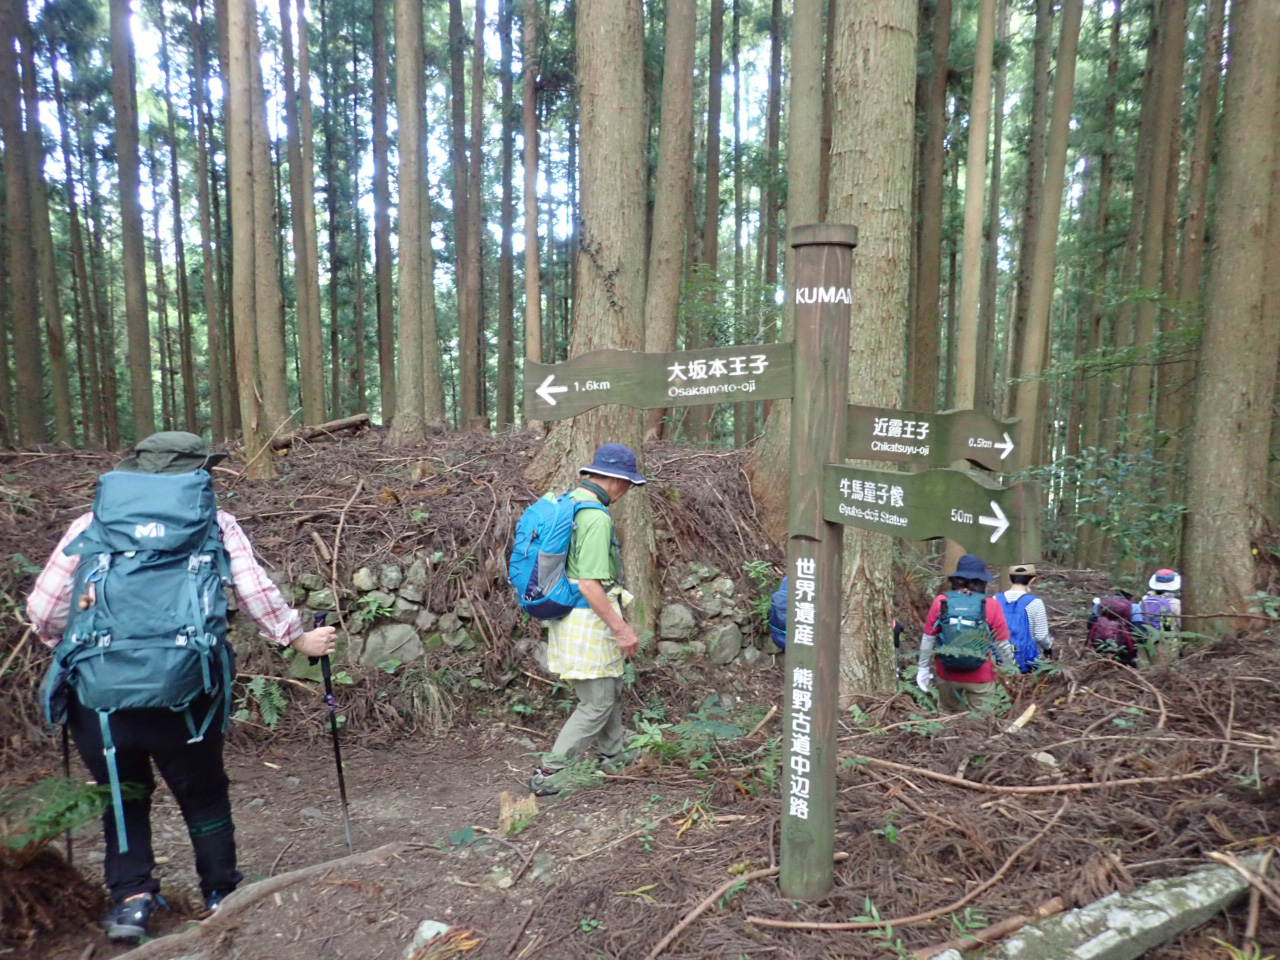 KUMAN
大坂本王子
Osakamoto-oji
1.6km
近露王子
Chikatsuyu-oji
0.5km
牛馬童子像
Gyuba-doji Statue
50m
世界遺産 熊野古道中辺路
M